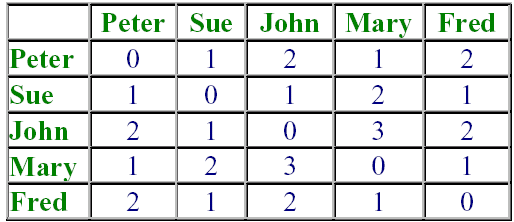 Peter Sue John Mary Fred
Peter 0 1 2 1 2
Sue 1 0 1 2 1
John 2 1 0 3 2
Mary 1 2 3 0 1
Fred 2 1 2 1 0